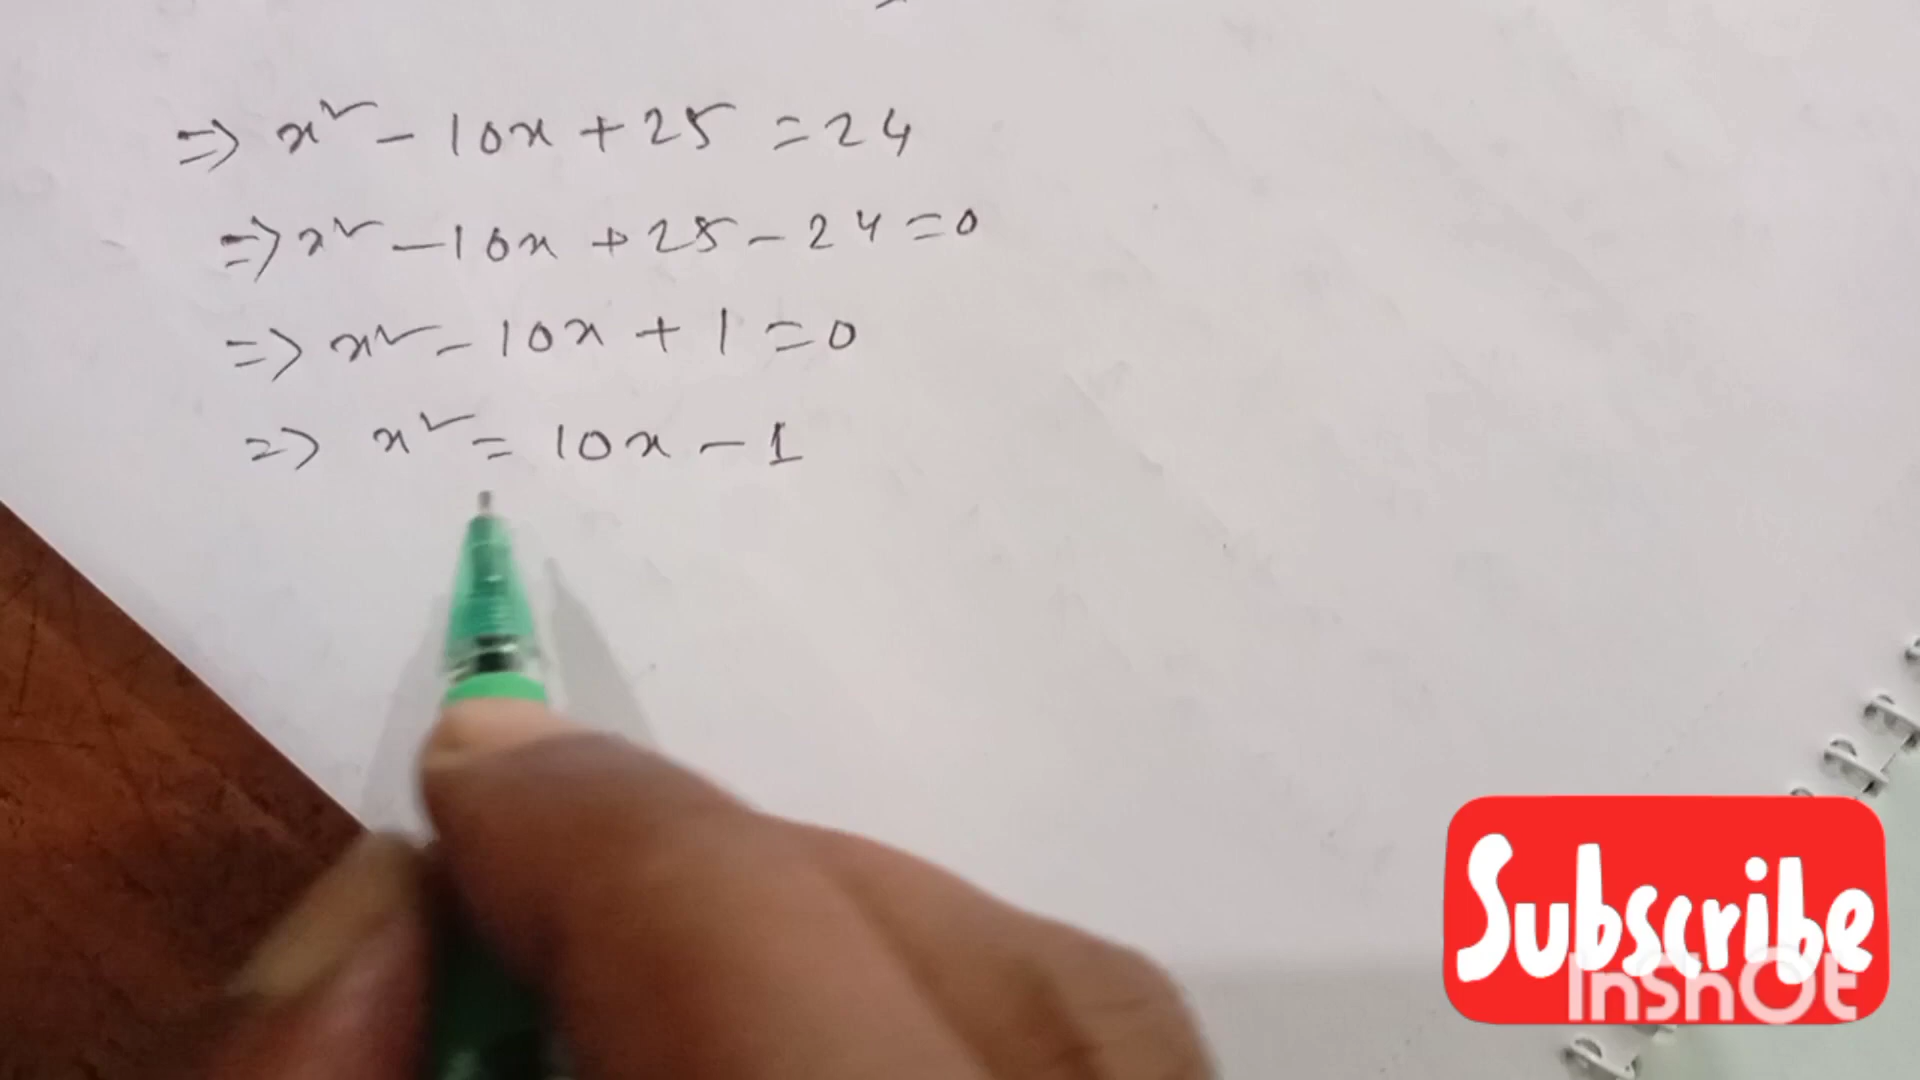 ⇒ x² - 10x + 25 = 24
⇒ x² - 10x + 25 - 24 = 0
⇒ x² - 10x + 1 = 0
⇒ x² = 10x - 1
Subscribe
InShOt